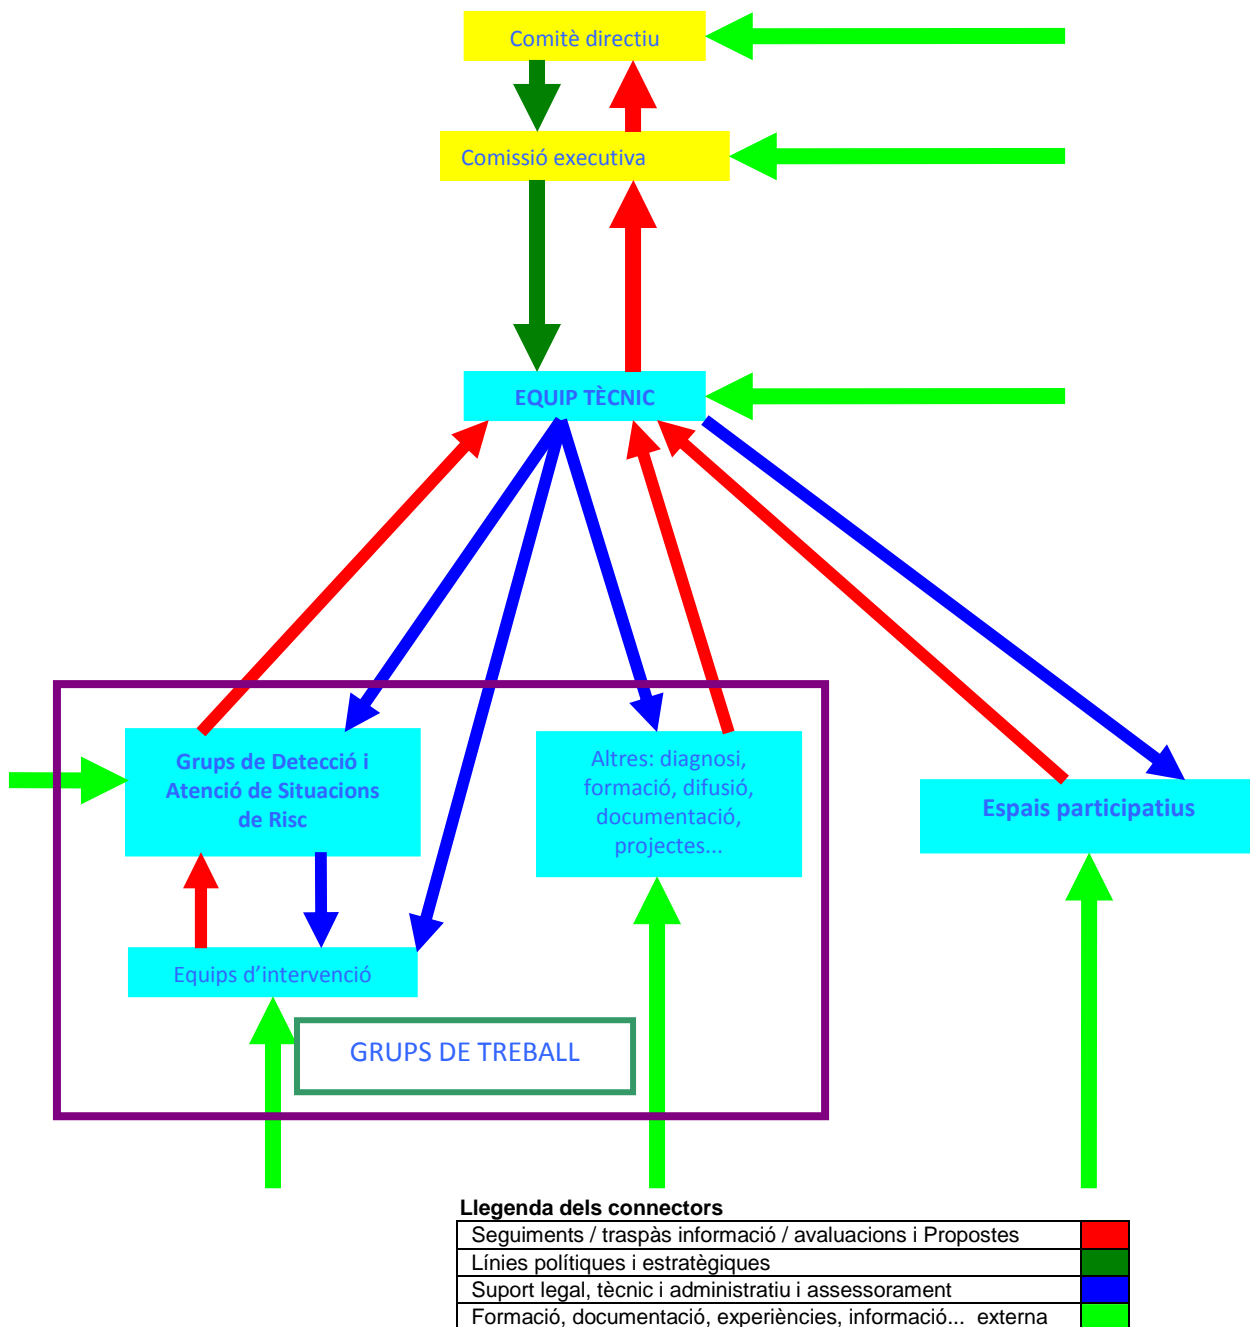 Comitè directiu
Comissió executiva
EQUIP TÈCNIC
Grups de Detecció i
Atenció de Situacions
de Risc
Altres: diagnosi,
formació, difusió,
documentació,
projectes...
Espais participatius
Equips d’intervenció
GRUPS DE TREBALL
Llegenda dels connectors
Seguiments / traspàs informació / avaluacions i Propostes
Línies polítiques i estratègiques
Suport legal, tècnic i administratiu i assessorament
Formació, documentació, experiències, informació... externa